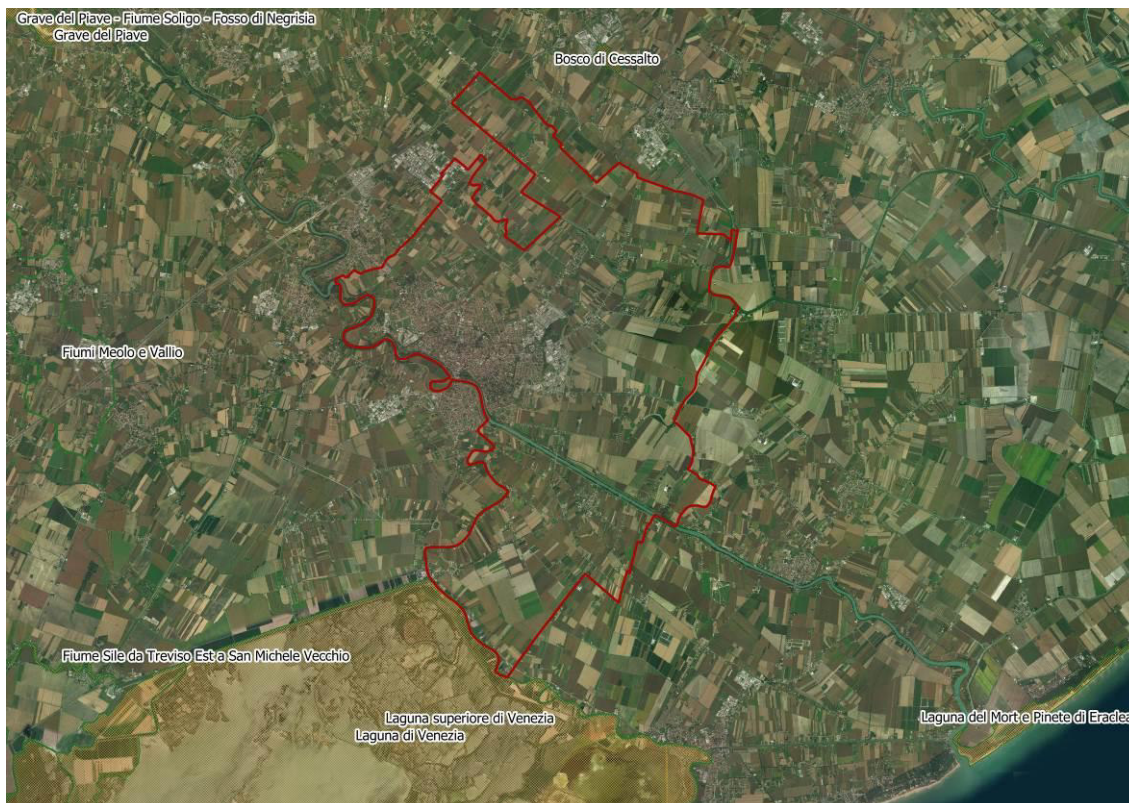 Grave del Piave - Fiume Soligo - Fosso di Negrisia
Grave del Piave
Bosco di Cessalto
Fiumi Meolo e Vallio
Fiume Sile da Treviso Est a San Michele Vecchio
Laguna superiore di Venezia
Laguna di Venezia
Laguna del Mort e Pinete di Eraclea